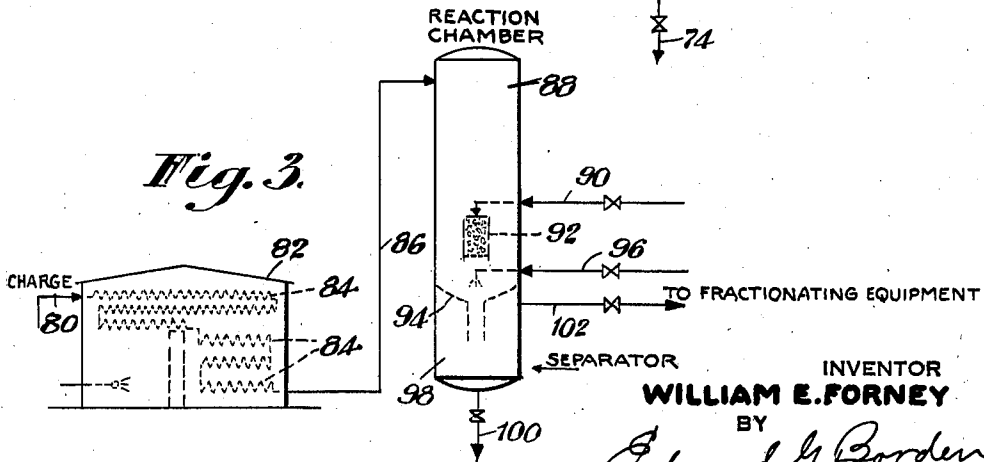 REACTION
CHAMBER
74
88
Fig. 3.
90
82
86
92
CHARGE
84
96
80
94
TO FRACTIONATING EQUIPMENT
102
84
SEPARATOR
98
INVENTOR
WILLIAM E. FORNEY
BY
100